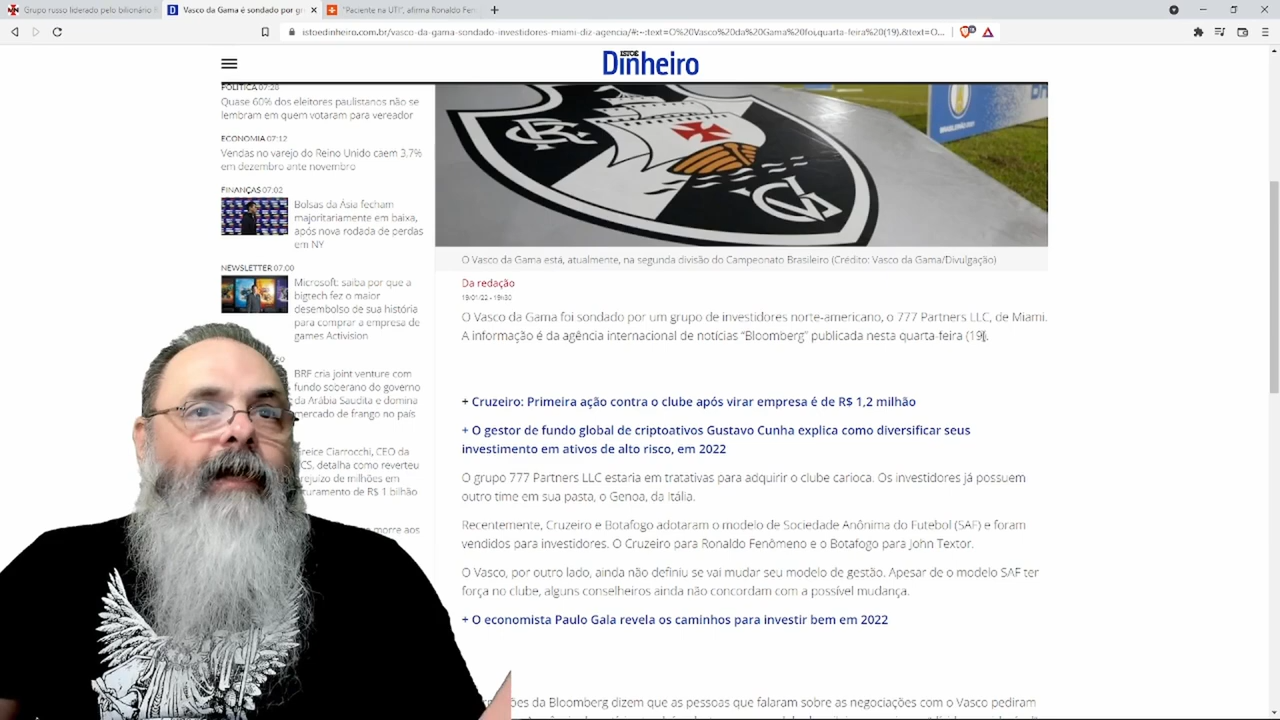 Grupo russo liderado pelo bilionário
Vasco da Gama é sondado por gr
"Paciente na UTI", afirma Ronaldo Fen
istoedinheiro.com.br/vasco-da-gama-sondado-investidores-miami-diz-agencia/#:~:text=O%20Vasco%20da%20Gama%20foi,quarta-feira%20(19).&text=O...
ISTOÉ
Dinheiro
POLÍTICA 07:28
Quase 60% dos eleitores paulistanos não se
lembram em quem votaram para vereador
ECONOMIA 07:12
Vendas no varejo do Reino Unido caem 3,7%
em dezembro ante novembro
FINANÇAS 07:02
Bolsas da Ásia fecham
majoritariamente em baixa,
após nova rodada de perdas
em NY
NEWSLETTER 07:00
Microsoft: saiba por que a
bigtech fez o maior
desembolso de sua história
para comprar a empresa de
games Activision
BRF cria joint venture com
fundo soberano do governo
da Arábia Saudita e domina
mercado de frango no país
Ciarrocchi, CEO da
detalha como reverteu
milhões em
R$ 1 bilhão
morre aos
O Vasco da Gama está, atualmente, na segunda divisão do Campeonato Brasileiro (Crédito: Vasco da Gama/Divulgação)
Da redação
19/01/22 - 19h30
O Vasco da Gama foi sondado por um grupo de investidores norte-americano, o 777 Partners LLC, de Miami.
A informação é da agência internacional de notícias "Bloomberg" publicada nesta quarta-feira (19).
+ Cruzeiro: Primeira ação contra o clube após virar empresa é de R$ 1,2 milhão
+ O gestor de fundo global de criptoativos Gustavo Cunha explica como diversificar seus
investimento em ativos de alto risco, em 2022
O grupo 777 Partners LLC estaria em tratativas para adquirir o clube carioca. Os investidores já possuem
outro time em sua pasta, o Genoa, da Itália.
Recentemente, Cruzeiro e Botafogo adotaram o modelo de Sociedade Anônima do Futebol (SAF) e foram
vendidos para investidores. O Cruzeiro para Ronaldo Fenômeno e o Botafogo para John Textor.
O Vasco, por outro lado, ainda não definiu se vai mudar seu modelo de gestão. Apesar de o modelo SAF ter
força no clube, alguns conselheiros ainda não concordam com a possível mudança.
+ O economista Paulo Gala revela os caminhos para investir bem em 2022
da Bloomberg dizem que as pessoas que falaram sobre as negociações com o Vasco pediram